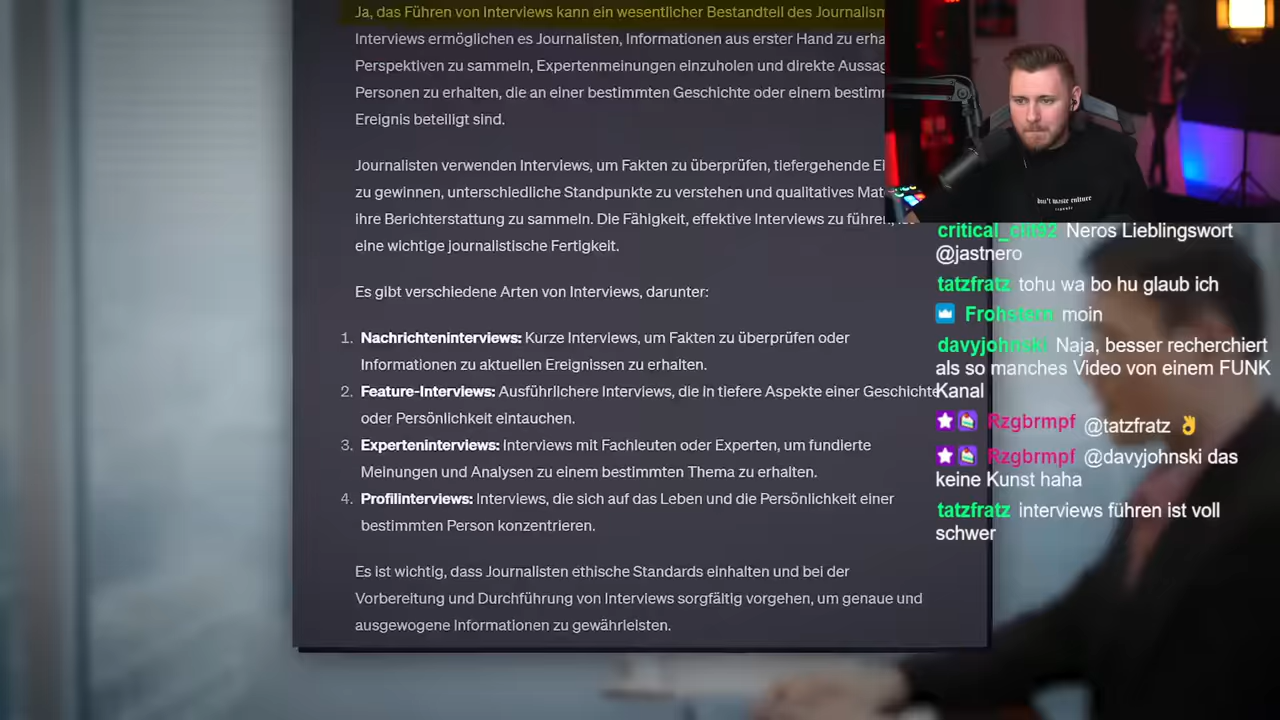 Ja, das Führen von Interviews kann ein wesentlicher Bestandteil des Journalism
Interviews ermöglichen es Journalisten, Informationen aus erster Hand zu erha
Perspektiven zu sammeln, Expertenmeinungen einzuholen und direkte Aussag
Personen zu erhalten, die an einer bestimmten Geschichte oder einem bestimm
Ereignis beteiligt sind.
Journalisten verwenden Interviews, um Fakten zu überprüfen, tiefergehende Ei
zu gewinnen, unterschiedliche Standpunkte zu verstehen und qualitatives Mat
ihre Berichterstattung zu sammeln. Die Fähigkeit, effektive Interviews zu führen,
eine wichtige journalistische Fertigkeit.
Es gibt verschiedene Arten von Interviews, darunter:
1. Nachrichteninterviews: Kurze Interviews, um Fakten zu überprüfen oder
Informationen zu aktuellen Ereignissen zu erhalten.
2. Feature-Interviews: Ausführlichere Interviews, die in tiefere Aspekte einer Geschichte
oder Persönlichkeit eintauchen.
3. Experteninterviews: Interviews mit Fachleuten oder Experten, um fundierte
Meinungen und Analysen zu einem bestimmten Thema zu erhalten.
4. Profilinterviews: Interviews, die sich auf das Leben und die Persönlichkeit einer
bestimmten Person konzentrieren.
Es ist wichtig, dass Journalisten ethische Standards einhalten und bei der
Vorbereitung und Durchführung von Interviews sorgfältig vorgehen, um genaue und
ausgewogene Informationen zu gewährleisten.
don't waste culture
Neros Lieblingswort
@jastnero
tatzfratz tohu wa bo hu glaub ich
Frohstern moin
davyjohnski Naja, besser recherchiert
als so manches Video von einem FUNK
Kanal
Rzgbrmpf @tatzfratz ✌
Rzgbrmpf @davyjohnski das
keine Kunst haha
tatzfratz interviews führen ist voll
schwer